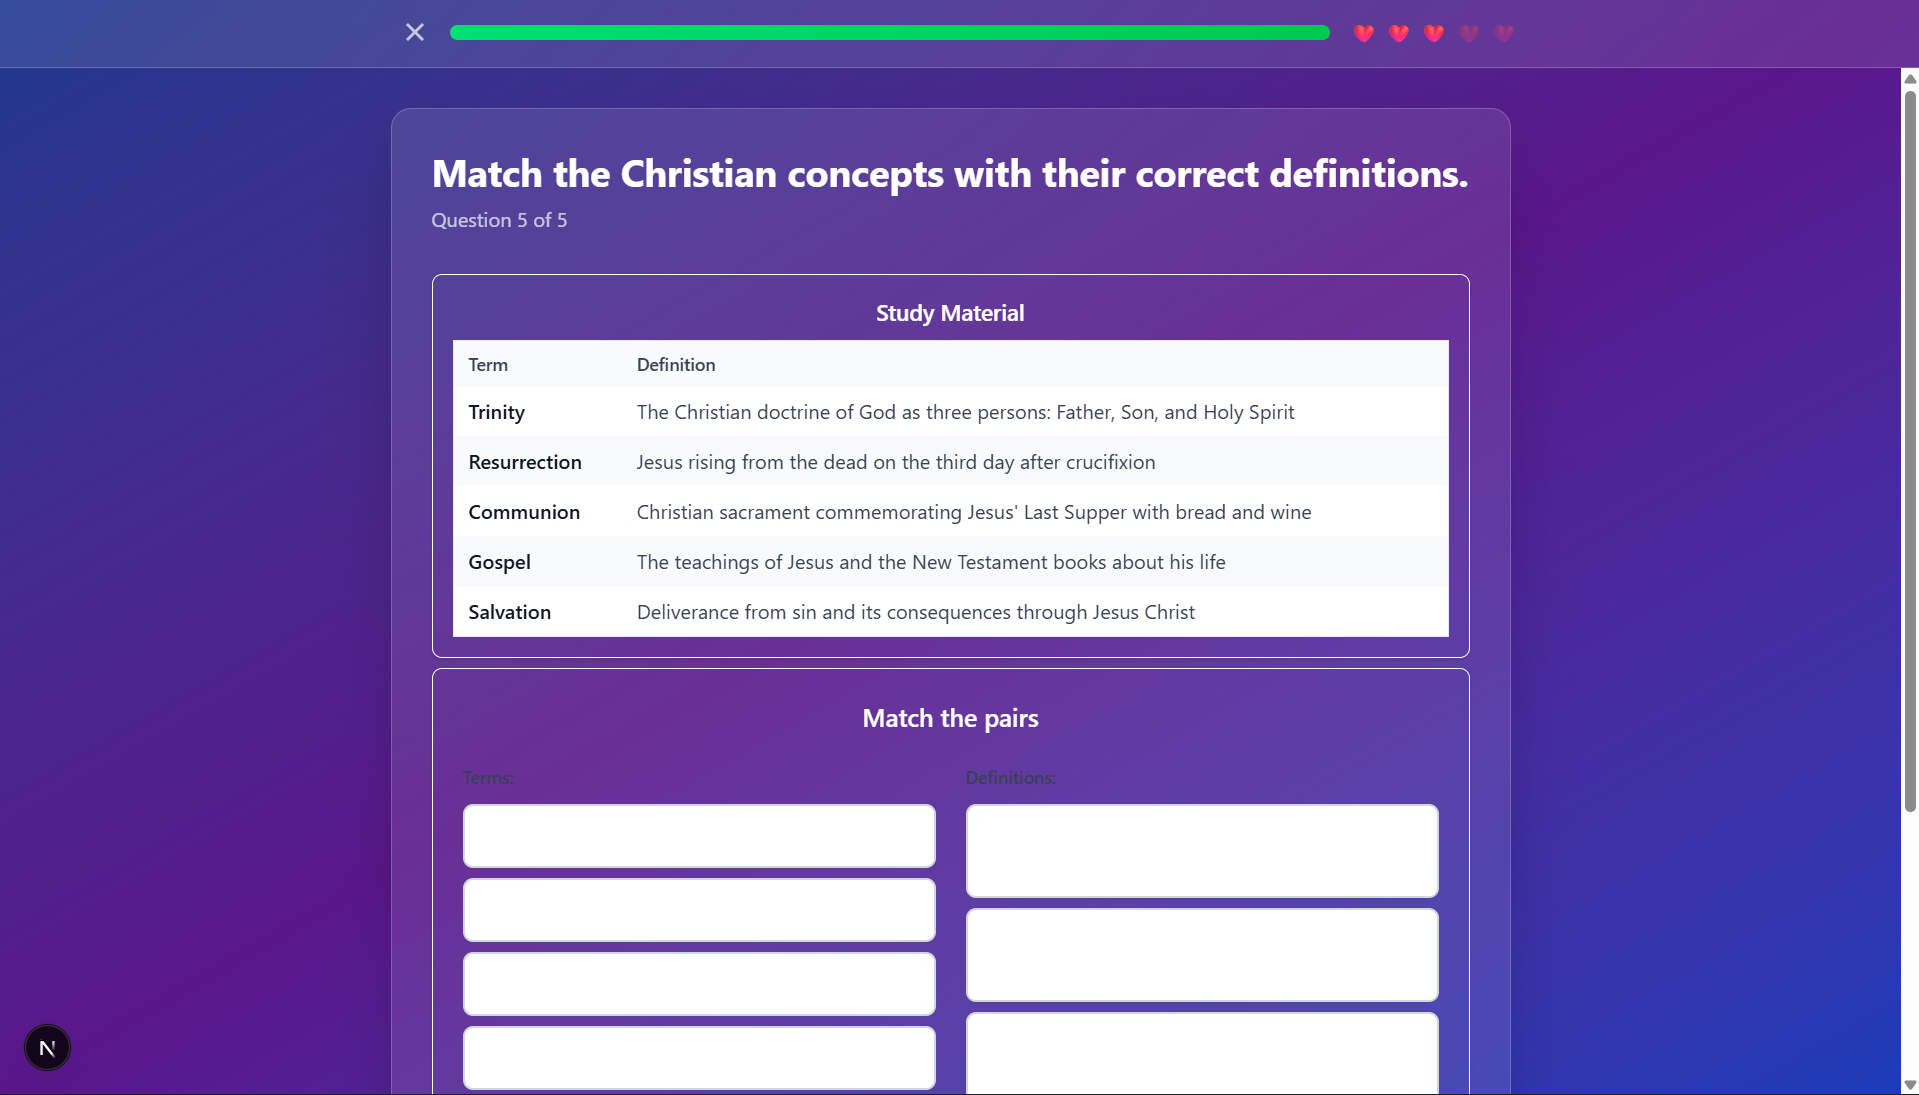 Match the Christian concepts with their correct definitions.
Question 5 of 5
Study Material
Term Definition
Trinity The Christian doctrine of God as three persons: Father, Son, and Holy Spirit
Resurrection Jesus rising from the dead on the third day after crucifixion
Communion Christian sacrament commemorating Jesus' Last Supper with bread and wine
Gospel The teachings of Jesus and the New Testament books about his life
Salvation Deliverance from sin and its consequences through Jesus Christ
Match the pairs
Terms: Definitions:
N